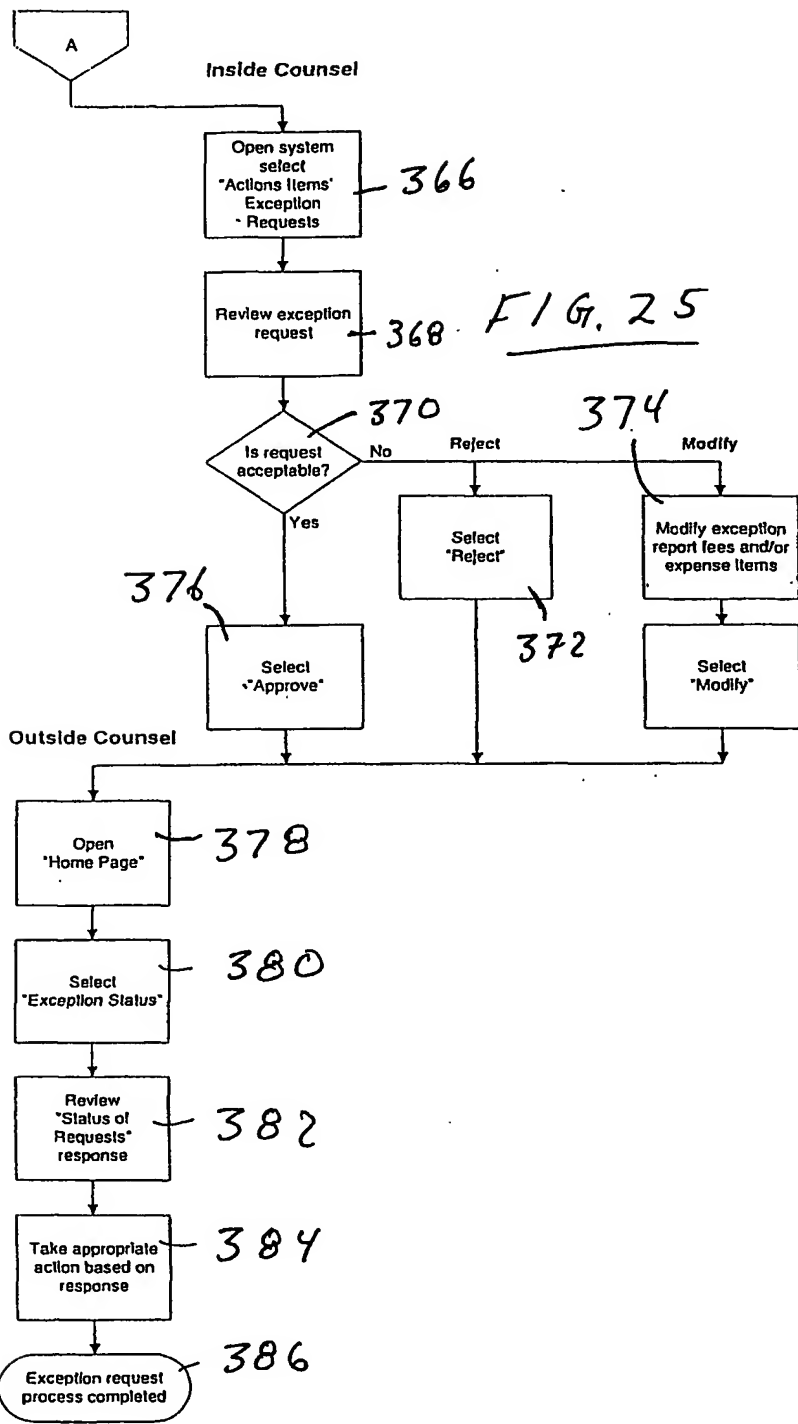 A
Inside Counsel
Open system
select
"Actions Items"
Exception
Requests
366
Review exception
request
368
FIG. 25
370
Is request
acceptable?
No
Reject
Modify
374
Yes
Select
"Reject"
372
Modify exception
report fees and/or
expense items
376
Select
"Approve"
Select
"Modify"
Outside Counsel
Open
"Home Page"
378
Select
"Exception Status"
380
Review
"Status of
Requests"
response
382
Take appropriate
action based on
response
384
Exception request
process completed
386